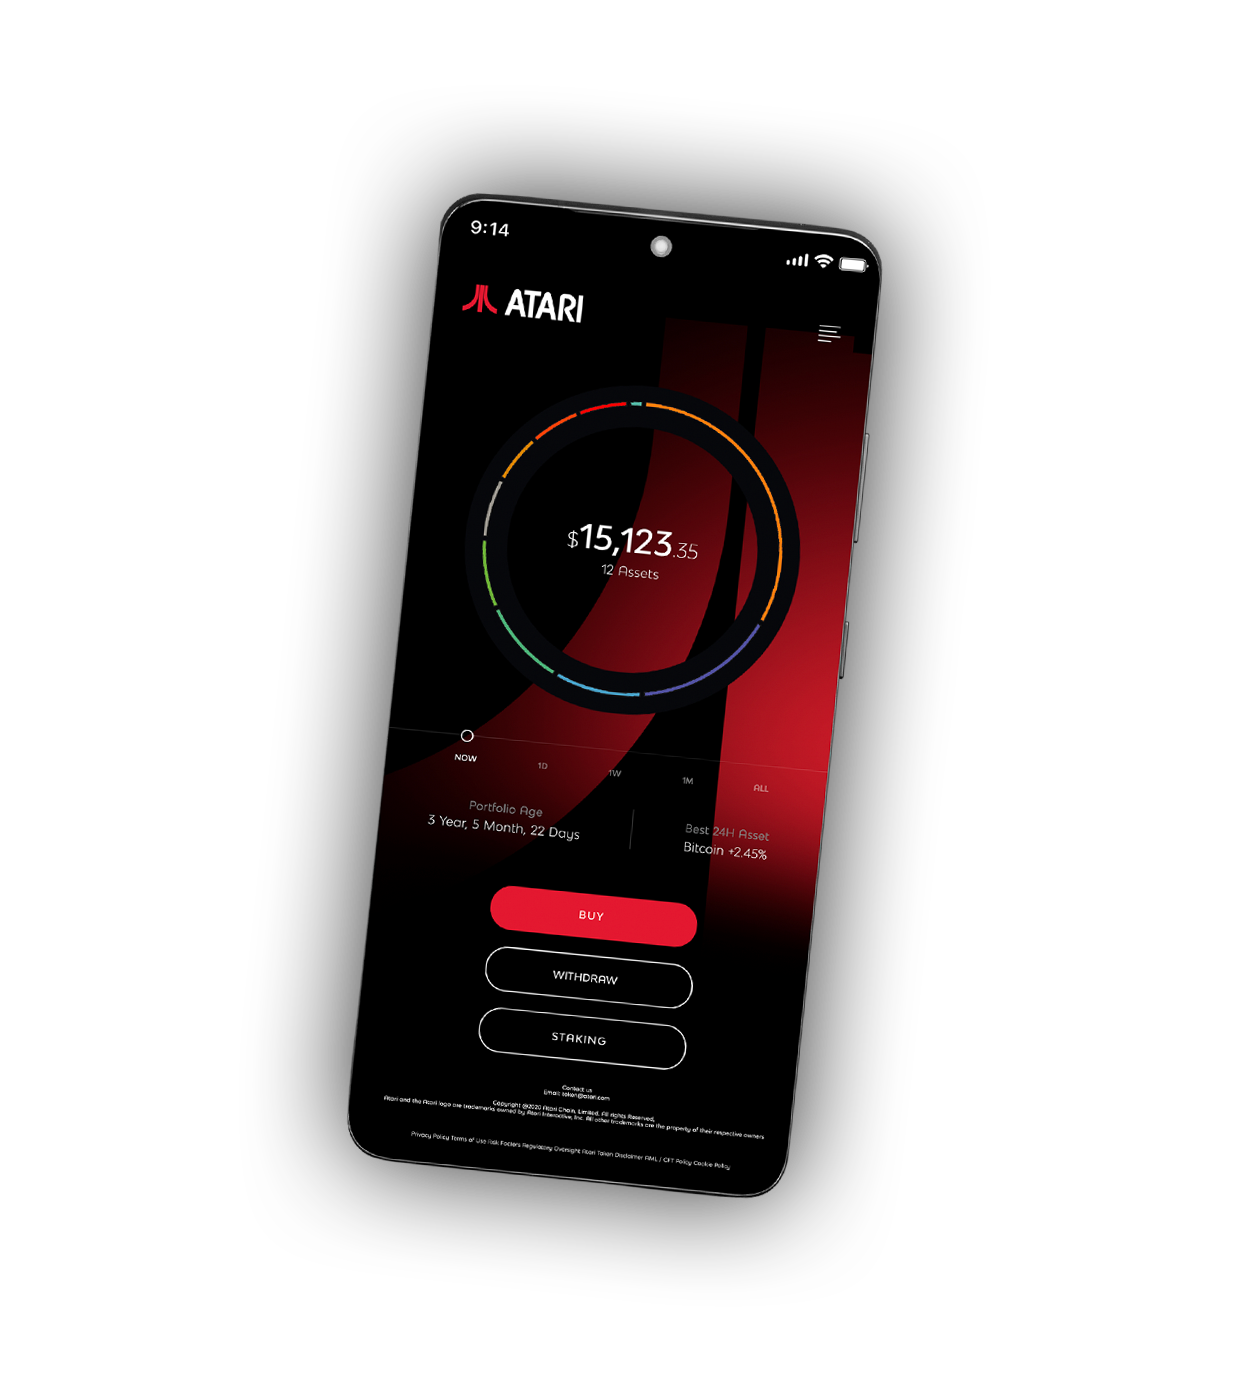 9:14
ATARI
$15,123.35
12 Assets
NOW 1D 1W 1M ALL
Portfolio Age
3 Year, 5 Month, 22 Days
Best 24H Asset
Bitcoin +2.45%
BUY
WITHDRAW
STAKING
Contact us
Email: token@atari.com
Copyright @2020 Atari Chain, Limited. All rights Reserved,
Atari and the Atari logo are trademarks owned by Atari Interactive, Inc. All other trademarks are the property of their respective owners
Privacy Policy Terms of Use Risk Factors Regulatory Oversight Atari Token Disclaimer AML / CFT Policy Cookie Policy